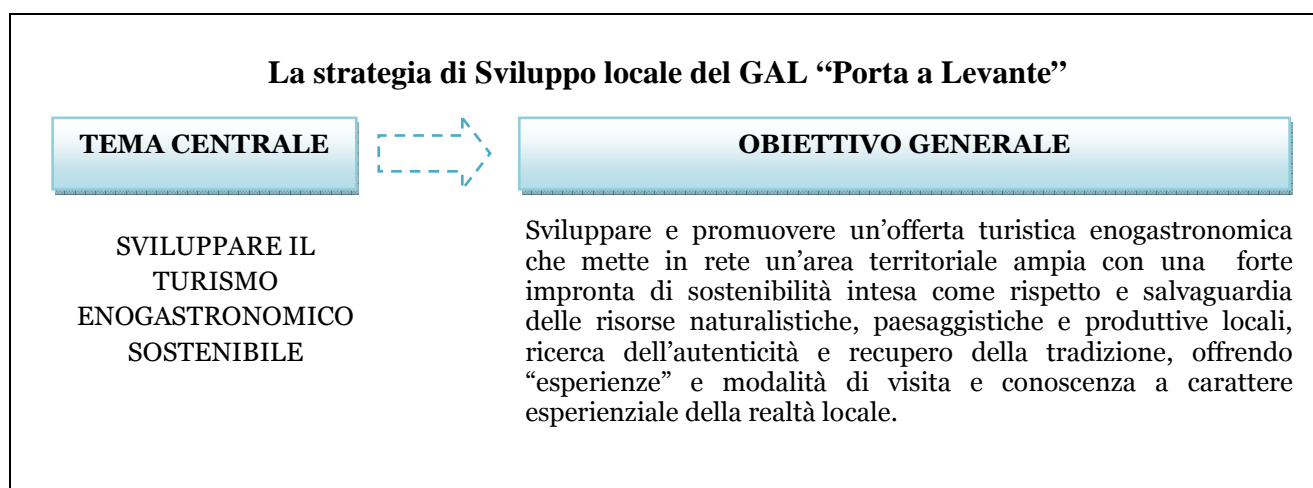 La strategia di Sviluppo locale del GAL “Porta a Levante”
TEMA CENTRALE
SVILUPPARE IL
TURISMO
ENOGASTRONOMICO
SOSTENIBILE
OBIETTIVO GENERALE
Sviluppare e promuovere un’offerta turistica enogastronomica
che mette in rete un’area territoriale ampia con una forte
impronta di sostenibilità intesa come rispetto e salvaguardia
delle risorse naturalistiche, paesaggistiche e produttive locali,
ricerca dell’autenticità e recupero della tradizione, offrendo
“esperienze” e modalità di visita e conoscenza a carattere
esperienziale della realtà locale.